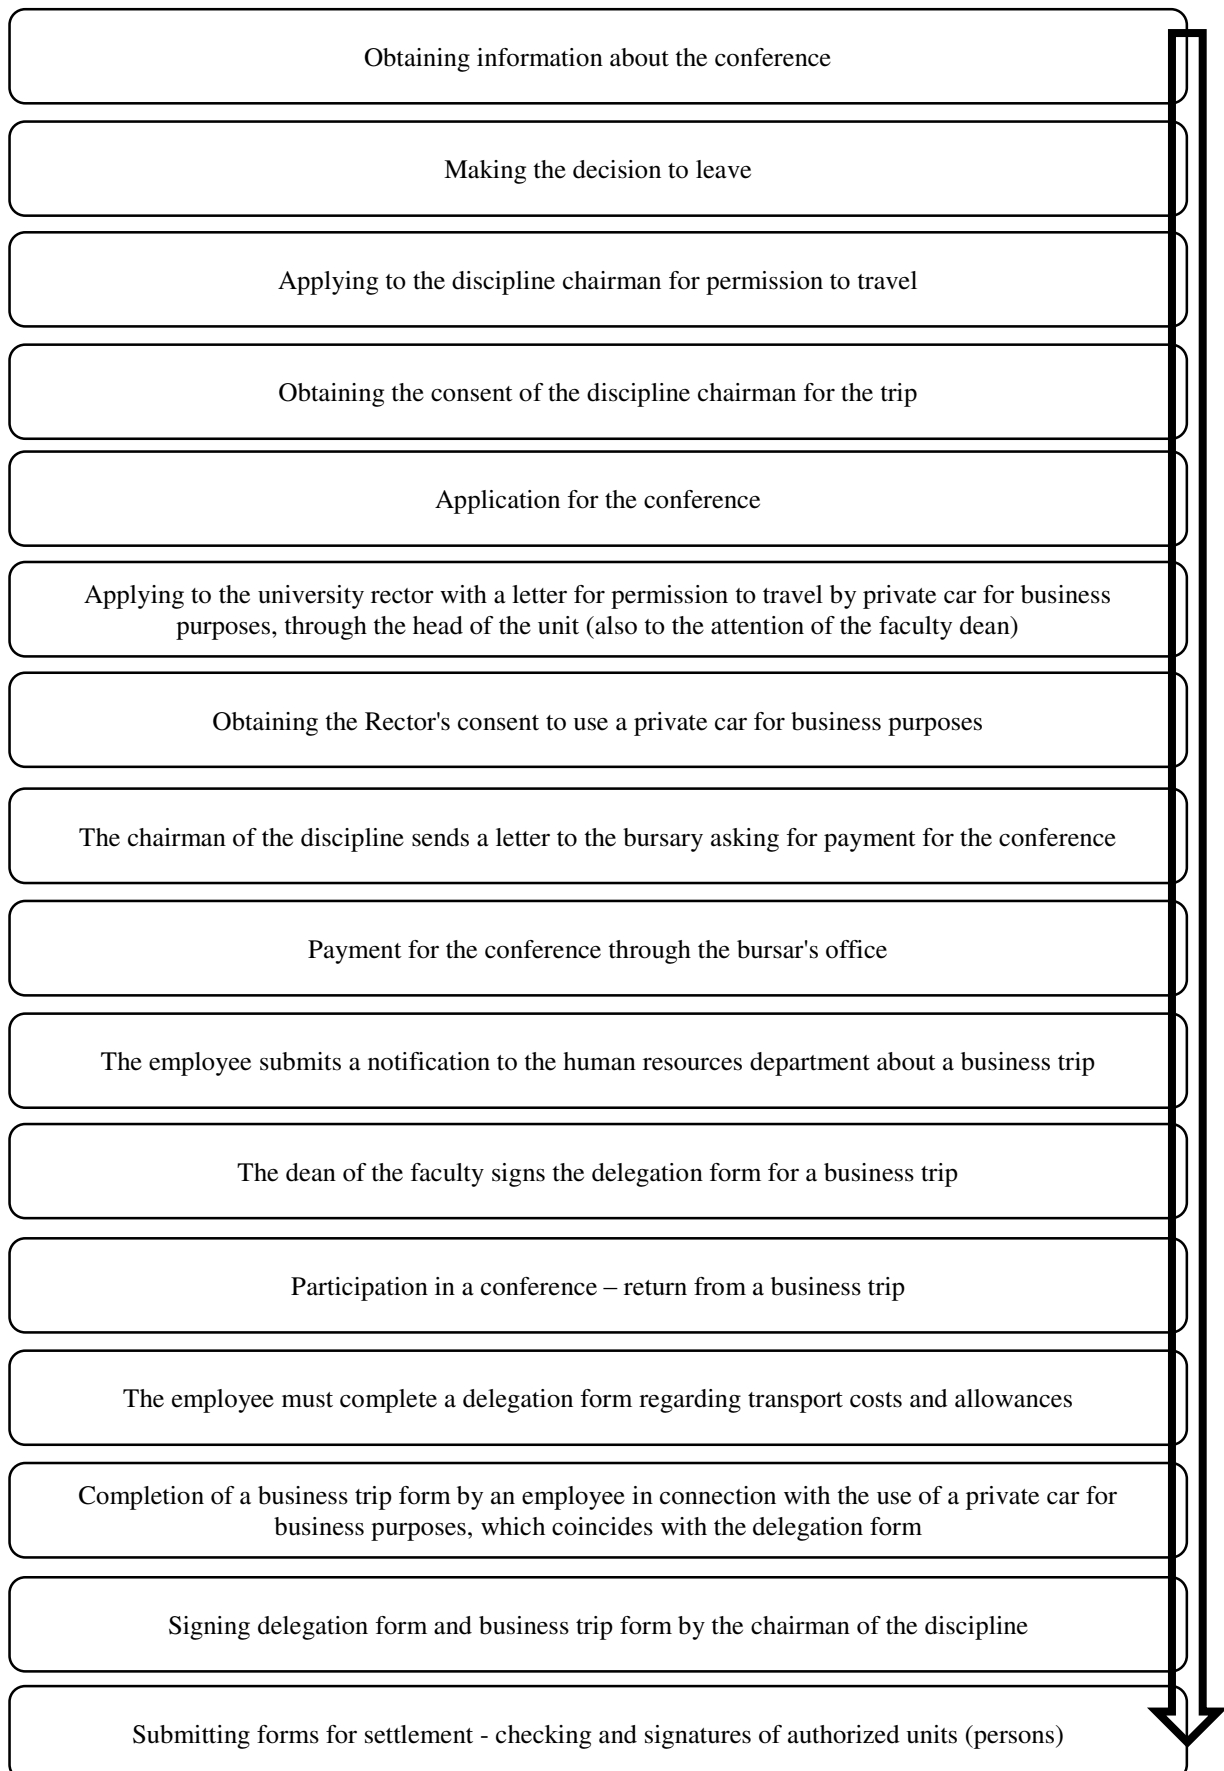 Obtaining information about the conference
Making the decision to leave
Applying to the discipline chairman for permission to travel
Obtaining the consent of the discipline chairman for the trip
Application for the conference
Applying to the university rector with a letter for permission to travel by private car for business
purposes, through the head of the unit (also to the attention of the faculty dean)
Obtaining the Rector's consent to use a private car for business purposes
The chairman of the discipline sends a letter to the bursary asking for payment for the conference
Payment for the conference through the bursar's office
The employee submits a notification to the human resources department about a business trip
The dean of the faculty signs the delegation form for a business trip
Participation in a conference – return from a business trip
The employee must complete a delegation form regarding transport costs and allowances
Completion of a business trip form by an employee in connection with the use of a private car for
business purposes, which coincides with the delegation form
Signing delegation form and business trip form by the chairman of the discipline
Submitting forms for settlement - checking and signatures of authorized units (persons)